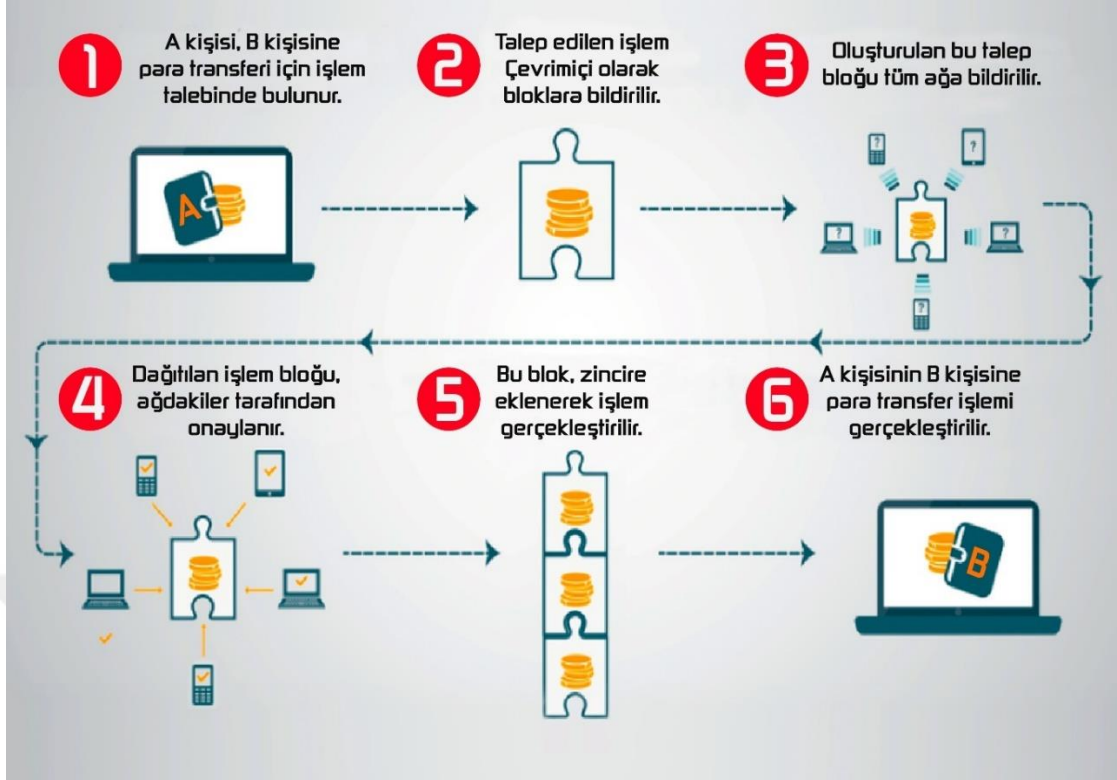 1
A kişisi, B kişisine
para transferi için işlem
talebinde bulunur.
2
Talep edilen işlem
Çevrimiçi olarak
bloklara bildirilir.
3
Oluşturulan bu talep
bloğu tüm ağa bildirilir.
A
?
?
?
?
?
4
Dağıtılan işlem bloğu,
ağdakiler tarafından
onaylanır.
5
Bu blok, zincire
eklenerek işlem
gerçekleştirilir.
6
A kişisinin B kişisine
para transfer işlemi
gerçekleştirilir.
B